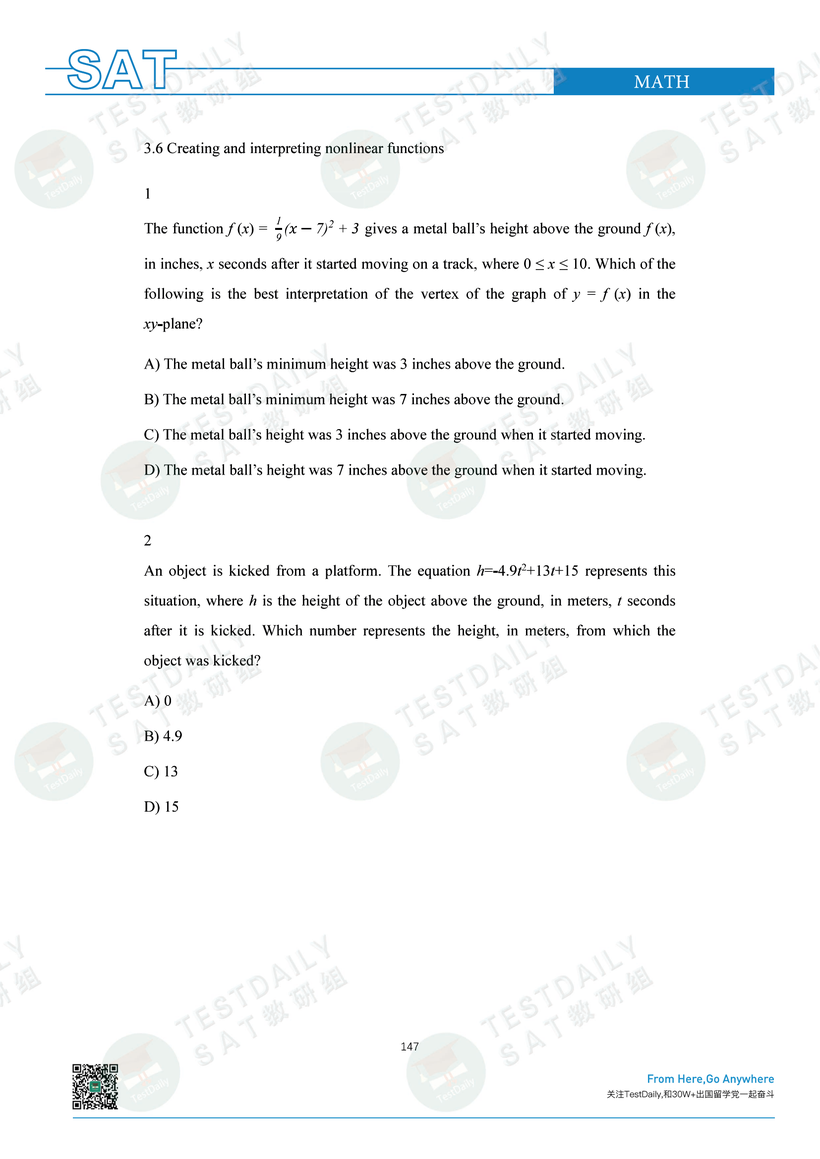 SAT
MATH
3.6 Creating and interpreting nonlinear functions
1
The function f (x) = 1/9 (x − 7)² + 3 gives a metal ball’s height above the ground f (x),
in inches, x seconds after it started moving on a track, where 0 ≤ x ≤ 10. Which of the
following is the best interpretation of the vertex of the graph of y = f (x) in the
xy-plane?
A) The metal ball’s minimum height was 3 inches above the ground.
B) The metal ball’s minimum height was 7 inches above the ground.
C) The metal ball’s height was 3 inches above the ground when it started moving.
D) The metal ball’s height was 7 inches above the ground when it started moving.
2
An object is kicked from a platform. The equation h=-4.9t²+13t+15 represents this
situation, where h is the height of the object above the ground, in meters, t seconds
after it is kicked. Which number represents the height, in meters, from which the
object was kicked?
A) 0
B) 4.9
C) 13
D) 15
147
From Here,Go Anywhere
关注TestDaily,和30W+出国留学党一起奋斗
TESTDAILY
SAT教研组
TestDaily